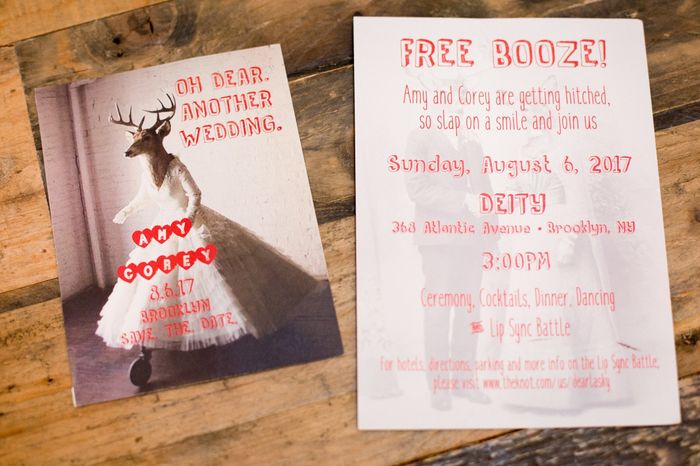 OH DEAR.
ANOTHER
WEDDING.
AMY
COREY
8.6.17
BROOKLYN
SAVE THE DATE
FREE BOOZE!
Amy and Corey are getting hitched,
so slap on a smile and join us
Sunday, August 6, 2017
DEITY
368 Atlantic Avenue • Brooklyn, NY
3:00PM
Ceremony, Cocktails, Dinner, Dancing
Lip Sync Battle
For hotels, directions, parking and more info on the Lip Sync Battle,
please visit www.theknot.com/us/dearlasky